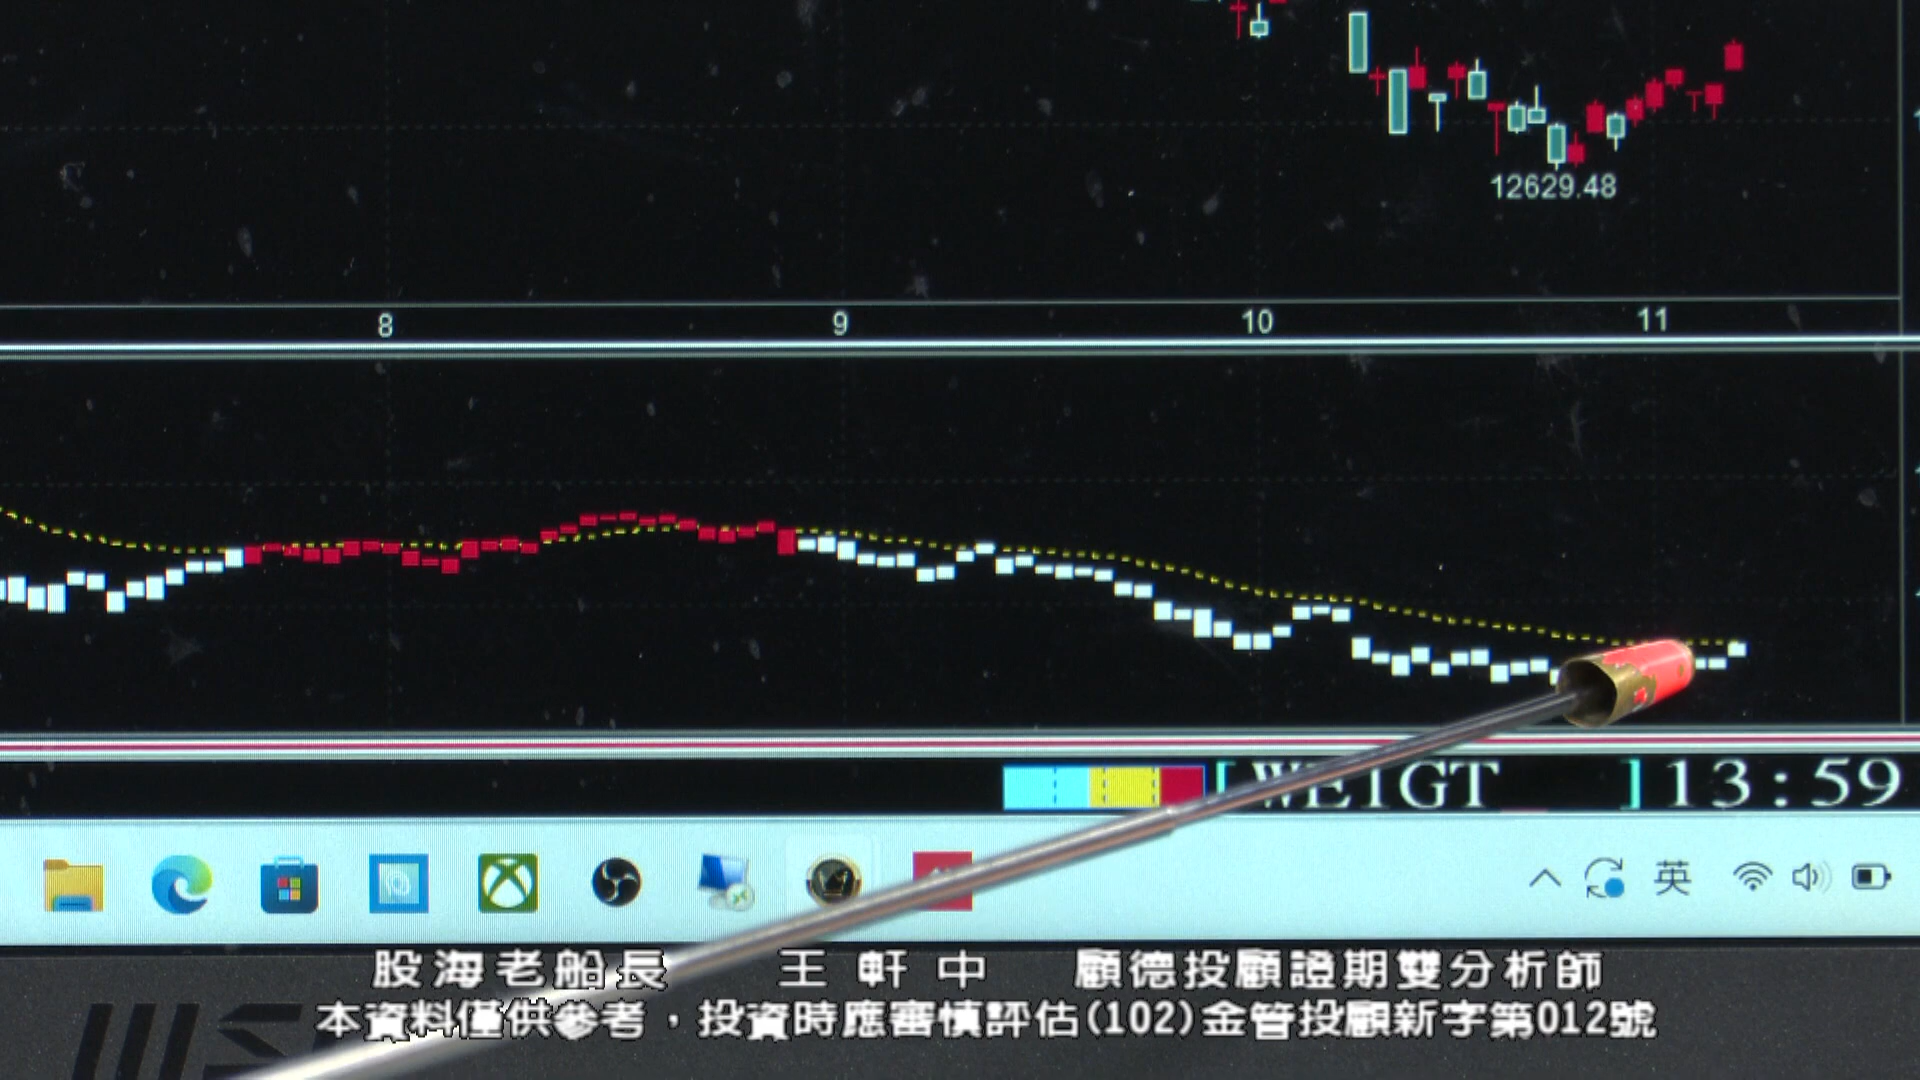 12629.48
8 9 10 11
[WEIGT ] 13:59
英
股海老船長 王軒中 顧德投顧證期雙分析師
本資料僅供參考，投資時應審慎評估(102)金管投顧新字第012號